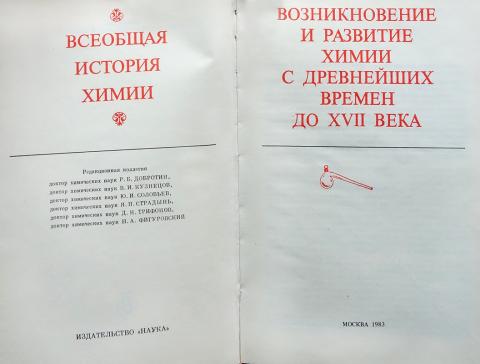 ВСЕОБЩАЯ
ИСТОРИЯ
ХИМИИ
Редакционная коллегия
доктор химических наук Р. Б. ДОБРОТИН,
доктор химических наук В. И. КУЗНЕЦОВ,
доктор химических наук Ю. И. СОЛОВЬЕВ,
доктор химических наук Я. П. СТРАДЫНЬ,
доктор химических наук Д. Н. ТРИФОНОВ,
доктор химических наук Н. А. ФИГУРОВСКИЙ
ИЗДАТЕЛЬСТВО «НАУКА»
ВОЗНИКНОВЕНИЕ
И РАЗВИТИЕ
ХИМИИ
С ДРЕВНЕЙШИХ
ВРЕМЕН
ДО XVII ВЕКА
МОСКВА 1983